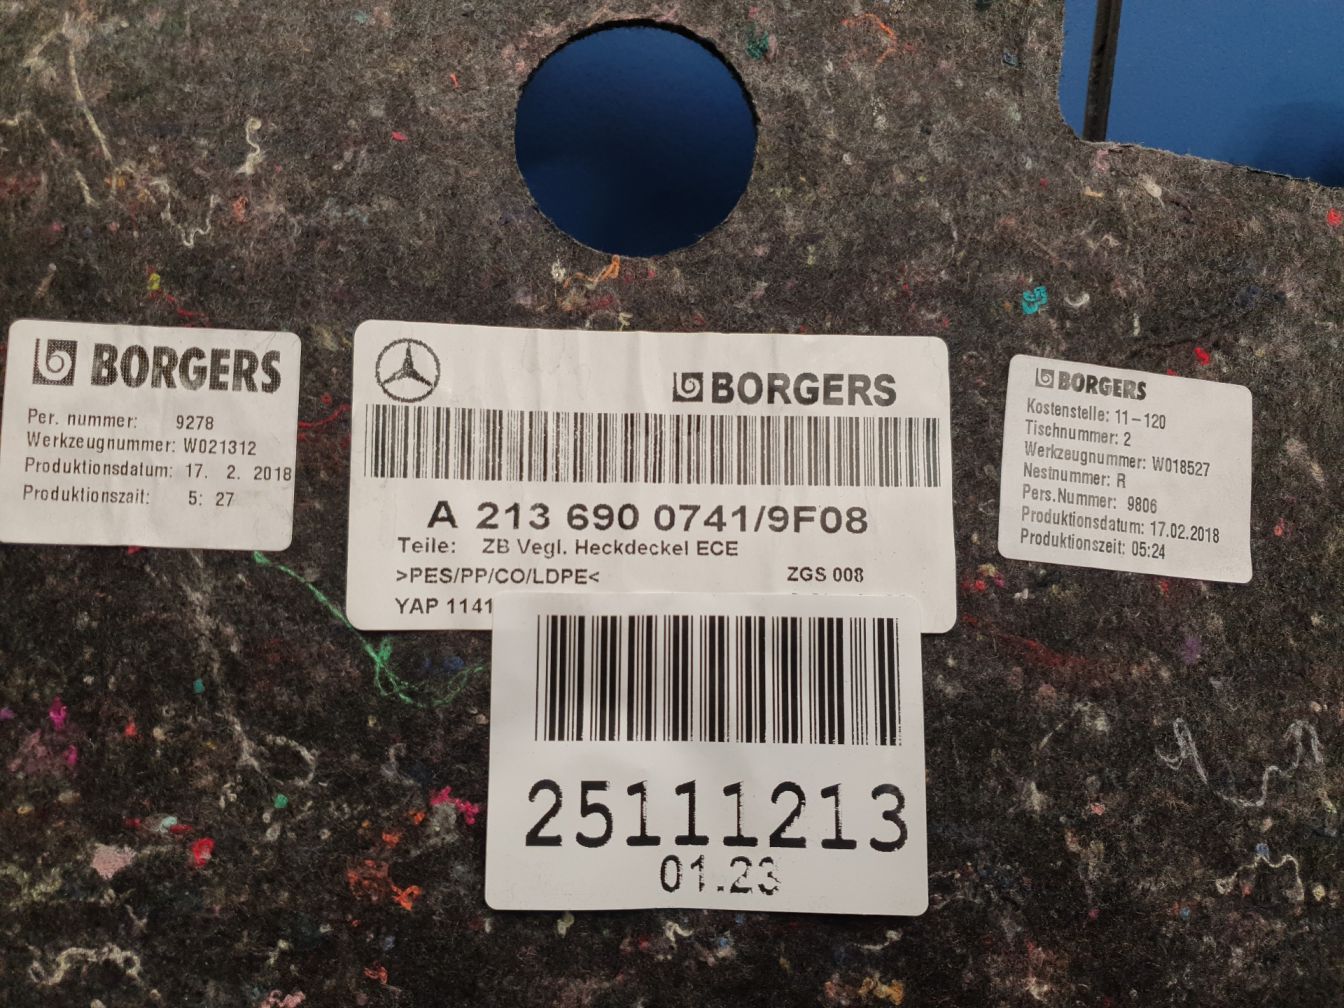 BORGERS
Per. nummer: 9278
Werkzeugnummer: W021312
Produktionsdatum: 17. 2. 2018
Produktionszait: 5: 27
BORGERS
A 213 690 0741/9F08
Teile: ZB Vegl. Heckdeckel ECE
>PES/PP/CO/LDPE<
ZGS 008
YAP 1141
25111213
01.23
BORGERS
Kostenstelle: 11-120
Tischnummer: 2
Werkzeugnummer: W018527
Nestnummer: R
Pers.Nummer: 9806
Produktionsdatum: 17.02.2018
Produktionszeit: 05:24